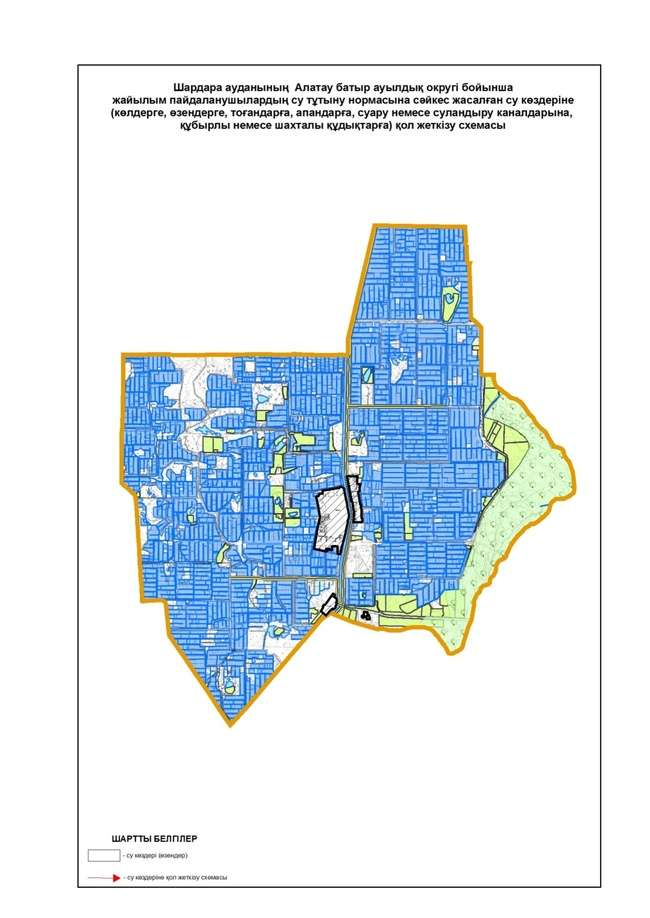 Шардара ауданының Алатау батыр ауылдық округі бойынша
жайылым пайдаланушылардың су тұтыну нормасына сәйкес жасалған су көздеріне
(көлдерге, өзендерге, тоғандарға, апандарға, суару немесе суландыру каналдарына,
құбырлы немесе шахталы құдықтарға) қол жеткізу схемасы
ШАРТТЫ БЕЛГІЛЕР
- су көздері (өзендер)
- су көздеріне қол жеткізу схемасы